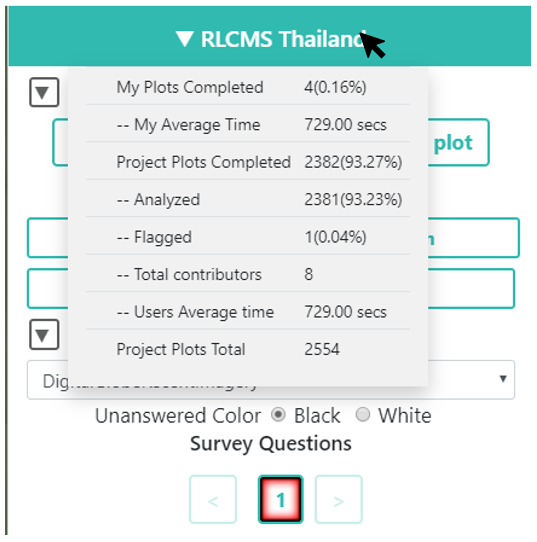 ▼ RLCMS Thailand
My Plots Completed 4(0.16%)
-- My Average Time 729.00 secs
plot
Project Plots Completed 2382(93.27%)
-- Analyzed 2381(93.23%)
-- Flagged 1(0.04%)
-- Total contributors 8
-- Users Average time 729.00 secs
Project Plots Total 2554
Unanswered Color Black White
Survey Questions
< 1 >